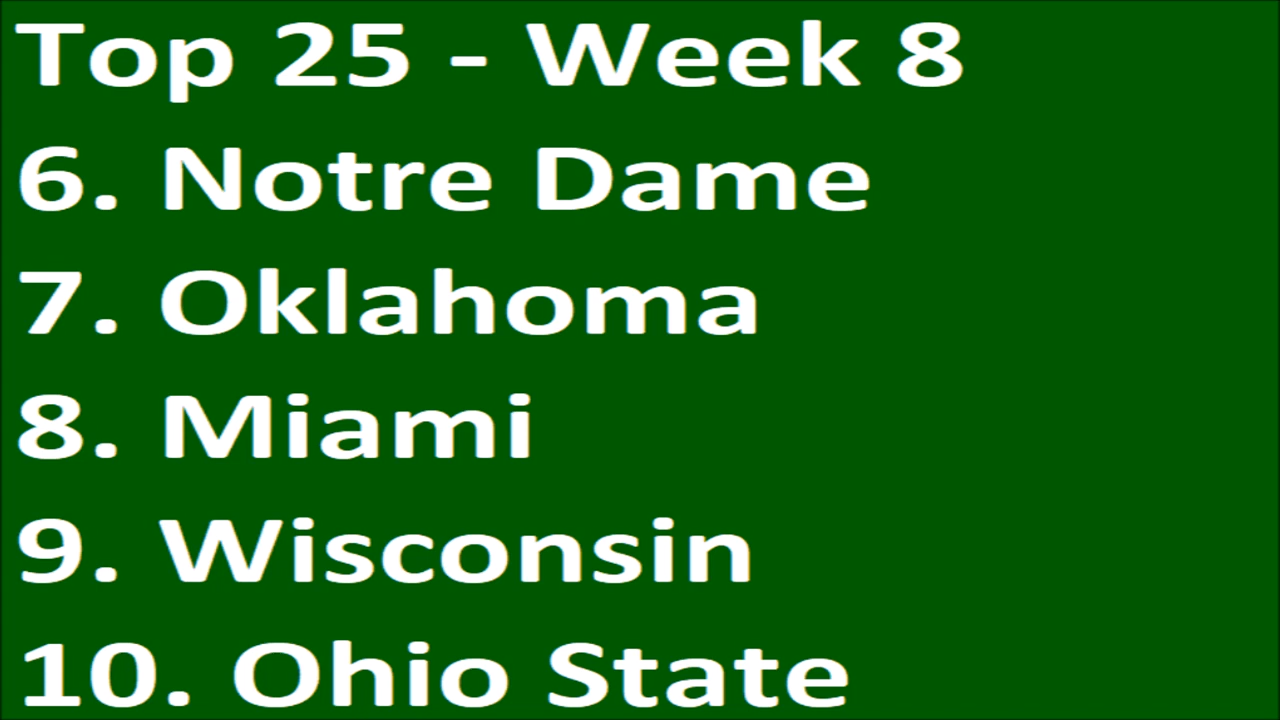 Top 25 - Week 8
6. Notre Dame
7. Oklahoma
8. Miami
9. Wisconsin
10. Ohio State